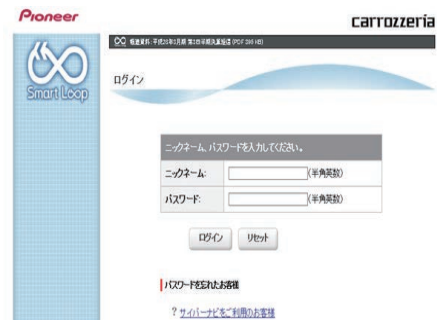 Pioneer
carrozzeria
Smart Loop
ログイン
ニックネーム、パスワードを入力してください。
ニックネーム: (半角英数)
パスワード: (半角英数)
ログイン リセット
パスワードを忘れたお客様
? サイバーナビをご利用のお客様